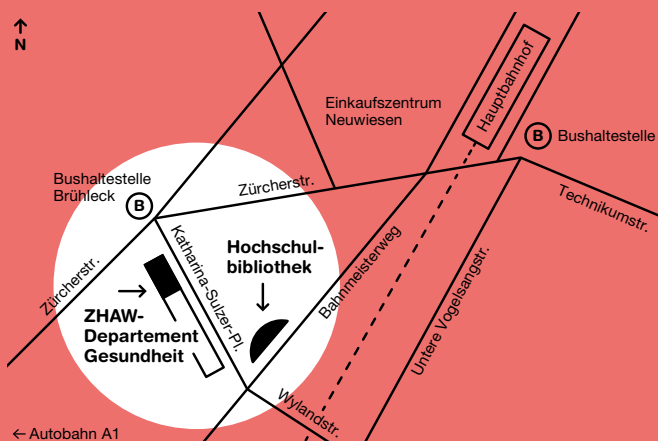 N
Hauptbahnhof
Einkaufszentrum
Neuwiesen
B Bushaltestelle
Bushaltestelle
Brühleck
B
Zürcherstr.
Technikumstr.
Zürcherstr.
Katharina-Sulzer-Pl.
Hochschul-
bibliothek
Bahnmeisterweg
Untere Vogelsangstr.
ZHAW-
Departement
Gesundheit
Wylandstr.
← Autobahn A1